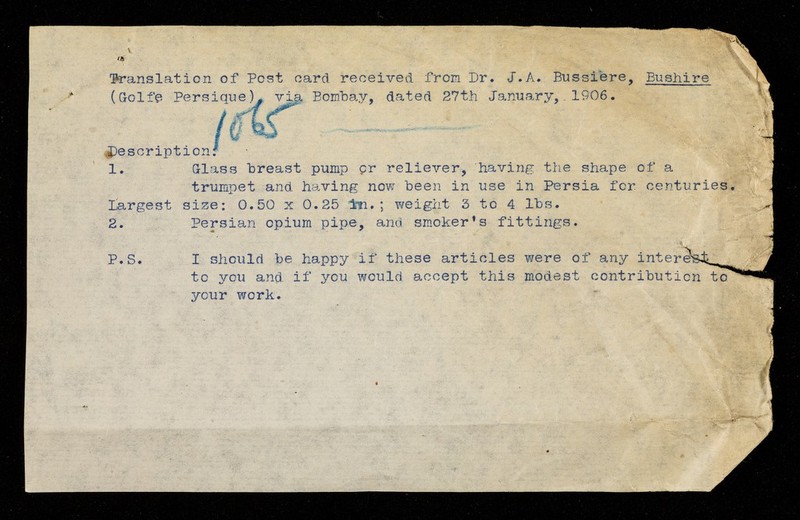 Translation of Post card received from Dr. J.A. Bussière, Bushire
(Golfe Persique) via Bombay, dated 27th January, 1906.
1065
Description:
1. Glass breast pump or reliever, having the shape of a
trumpet and having now been in use in Persia for centuries.
Largest size: 0.50 x 0.25 m.; weight 3 to 4 lbs.
2. Persian opium pipe, and smoker's fittings.
P.S. I should be happy if these articles were of any interest
to you and if you would accept this modest contribution to
your work.